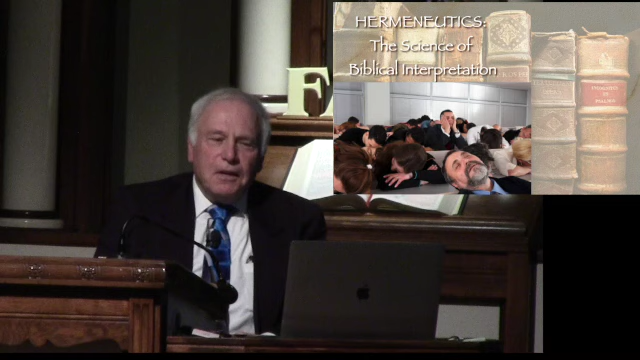 HERMENEUTICS:
The Science of
Biblical Interpretation
F